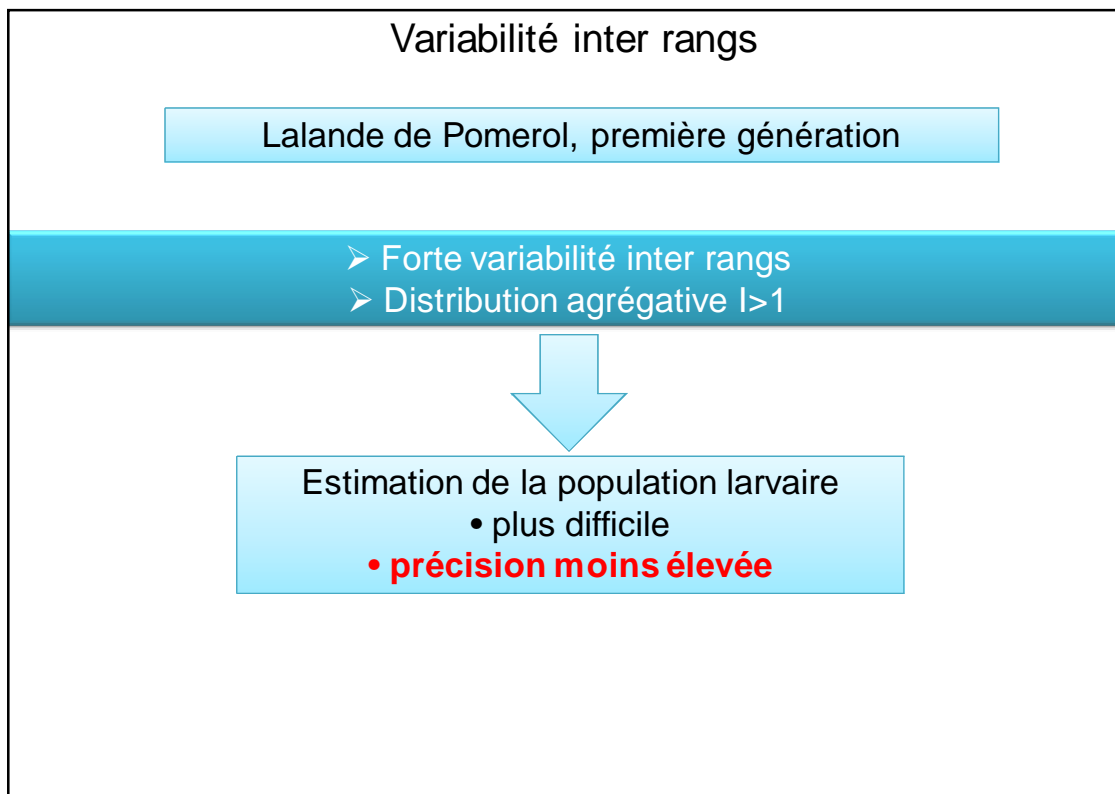 Variabilité inter rangs
Lalande de Pomerol, première génération
➢ Forte variabilité inter rangs
➢ Distribution agrégative I>1
Estimation de la population larvaire
• plus difficile
• précision moins élevée